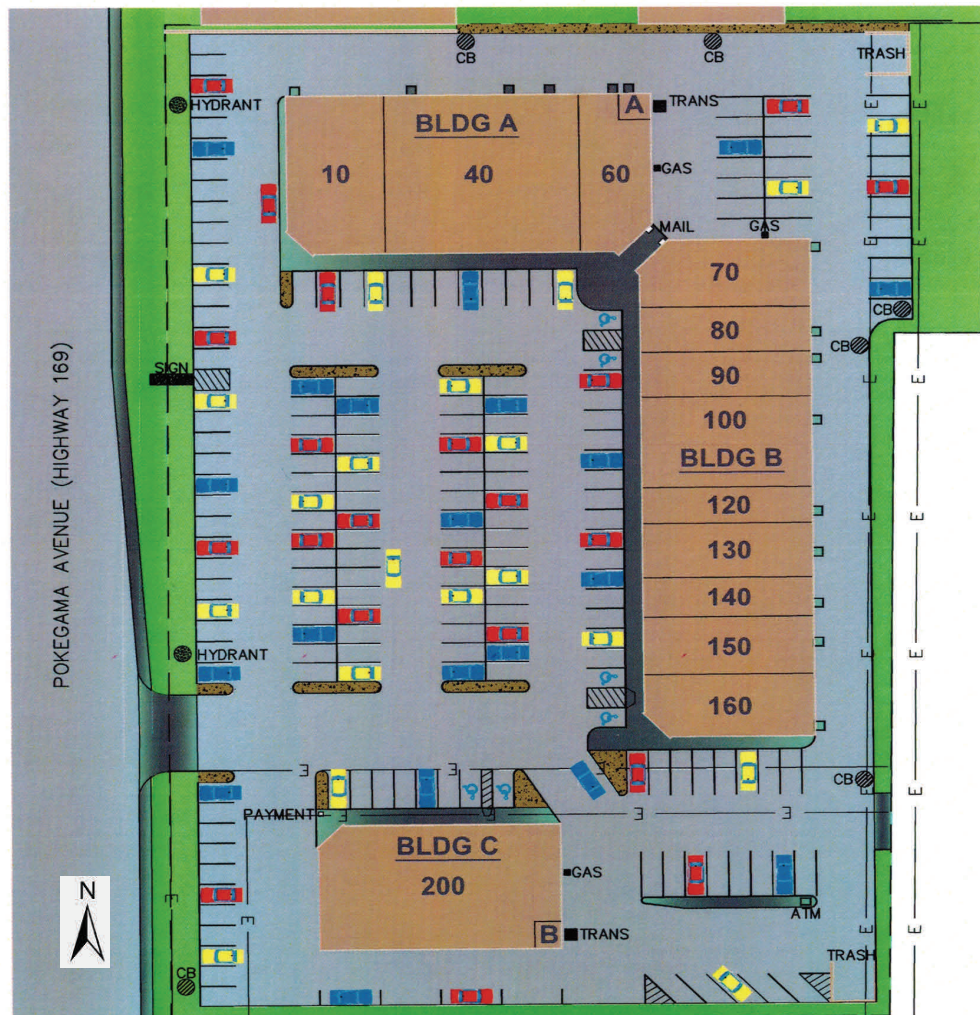 CB
CB
TRASH
E
E
HYDRANT
A
TRANS
BLDG A
10
40
60
GAS
MAIL
GAS
E
E
70
CB
80
CB
90
SIGN
E
E
100
BLDG B
POKEGAMA AVENUE (HIGHWAY 169)
120
E
E
130
140
150
HYDRANT
E
E
160
E
E
E
CB
E
PAYMENT
E
E
E
BLDG C
200
GAS
N
E
E
ATM
B
TRANS
E
E
TRASH
CB